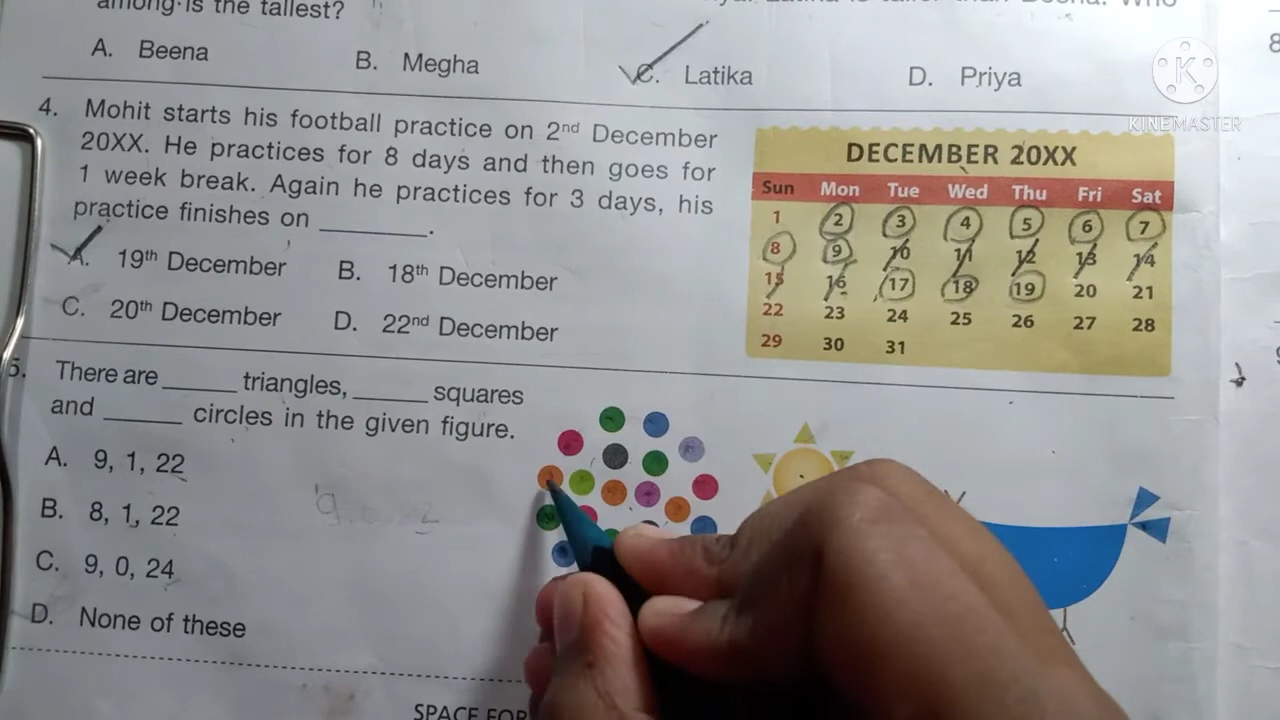 among is the tallest?
A. Beena
B. Megha
C. Latika
D. Priya
KINEMASTER
4. Mohit starts his football practice on 2nd December
20XX. He practices for 8 days and then goes for
1 week break. Again he practices for 3 days, his
practice finishes on ________.
A. 19th December B. 18th December
C. 20th December D. 22nd December
DECEMBER 20XX
Sun Mon Tue Wed Thu Fri Sat
1 2 3 4 5 6 7
8 9 10 11 12 13 14
15 16 17 18 19 20 21
22 23 24 25 26 27 28
29 30 31
5. There are ______ triangles, ______ squares
and ______ circles in the given figure.
A. 9, 1, 22
B. 8, 1, 22
C. 9, 0, 24
D. None of these
SPACE FOR